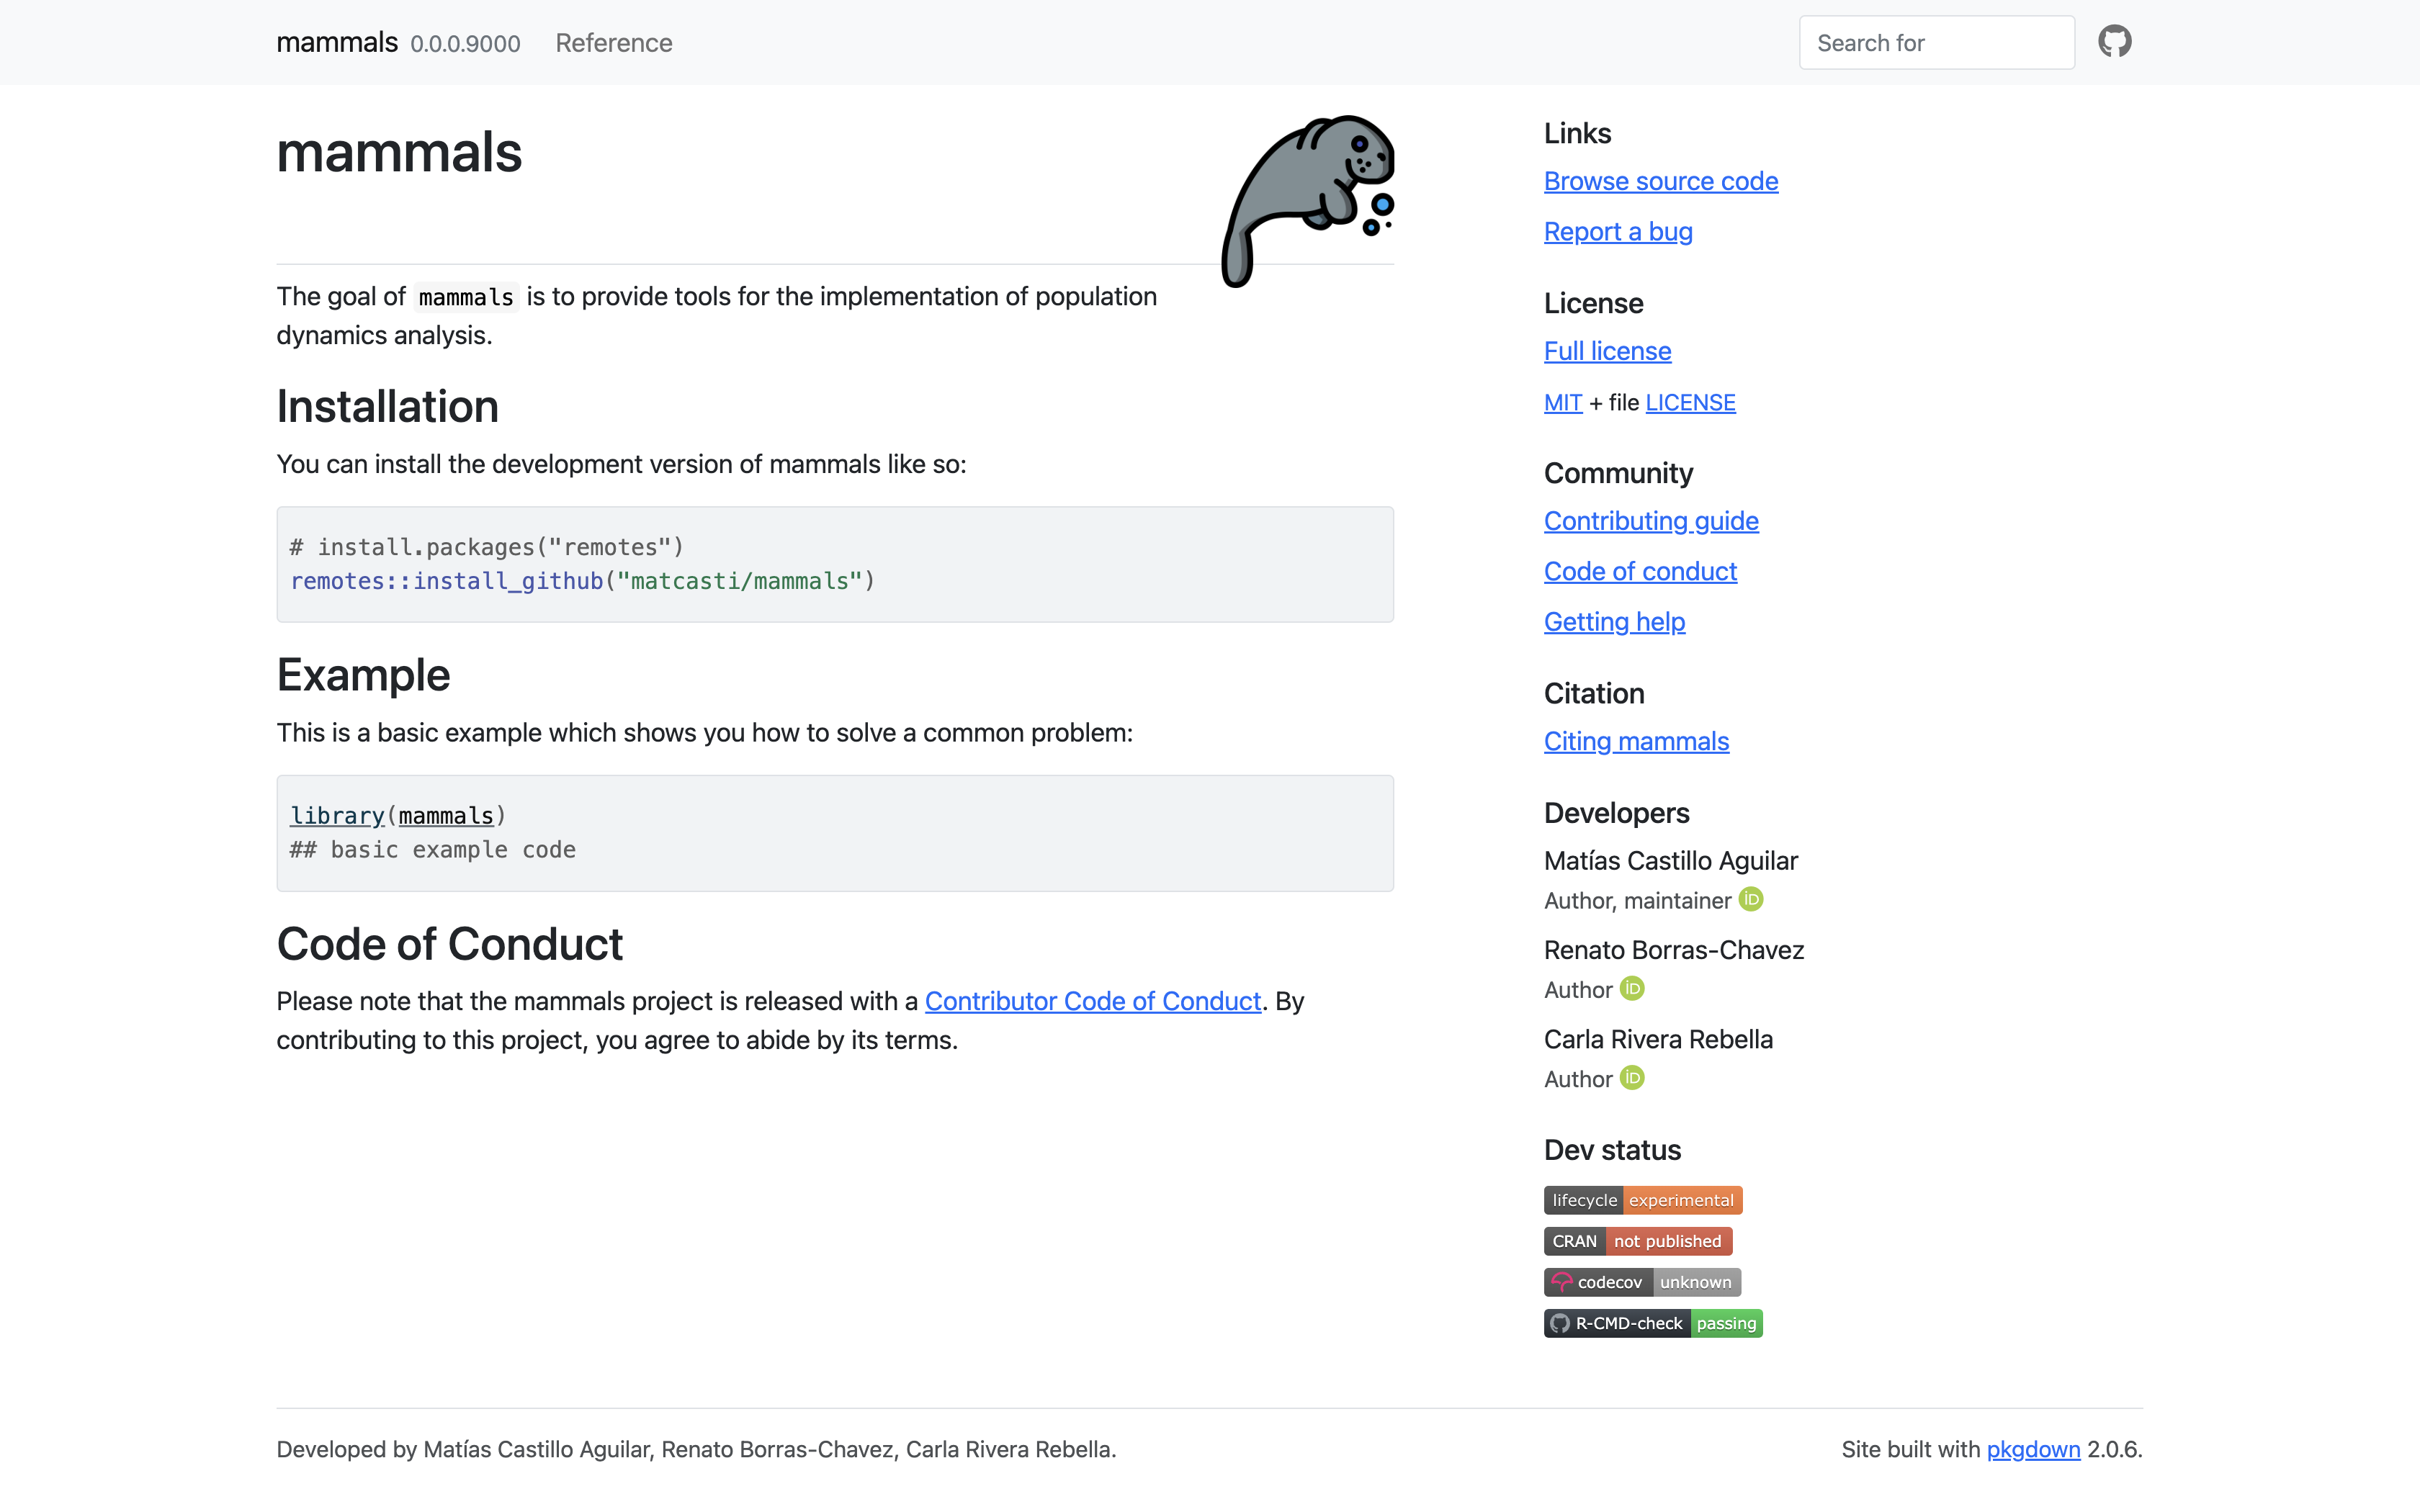 mammals 0.0.0.9000 Reference Search for
mammals
The goal of mammals is to provide tools for the implementation of population
dynamics analysis.
Installation
You can install the development version of mammals like so:
# install.packages("remotes")
remotes::install_github("matcasti/mammals")
Example
This is a basic example which shows you how to solve a common problem:
library(mammals)
## basic example code
Code of Conduct
Please note that the mammals project is released with a Contributor Code of Conduct. By
contributing to this project, you agree to abide by its terms.
Links
Browse source code
Report a bug
License
Full license
MIT + file LICENSE
Community
Contributing guide
Code of conduct
Getting help
Citation
Citing mammals
Developers
Matías Castillo Aguilar
Author, maintainer iD
Renato Borras-Chavez
Author iD
Carla Rivera Rebella
Author iD
Dev status
lifecycle experimental
CRAN not published
codecov unknown
R-CMD-check passing
Developed by Matías Castillo Aguilar, Renato Borras-Chavez, Carla Rivera Rebella.
Site built with pkgdown 2.0.6.